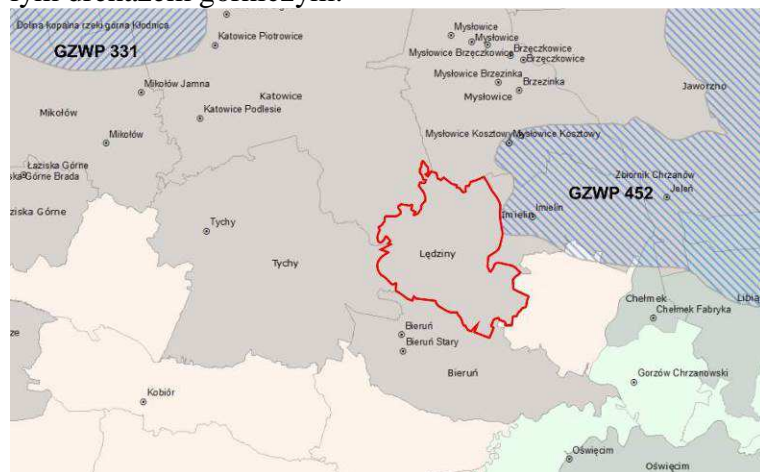 tym drenażem górniczym.
Dolina kopalna rzeki górna Kłodnica
GZWP 331
Katowice Piotrowice
Mysłowice
Mysłowice
Mysłowice Brzęczkowice
Brzęczkowice
Brzęczkowice
Mikołów Jamna
Katowice
Mysłowice Brzezinka
Brzezinka
Mysłowice
Jaworzno
Mikołów
Katowice Podlesie
Mikołów
Mysłowice Kosztowy
Mysłowice Kosztowy
Łaziska Górne
Górne Brada
Zbiornik Chrzanów
GZWP 452
Jeleń
Górne
Imielin
Imielin
Tychy
Tychy
Lędziny
Chełmek
Chełmek Fabryka
Bieruń
Bieruń Stary
Bieruń
Gorzów Chrzanowski
Kobiór
Oświęcim
Oświęcim